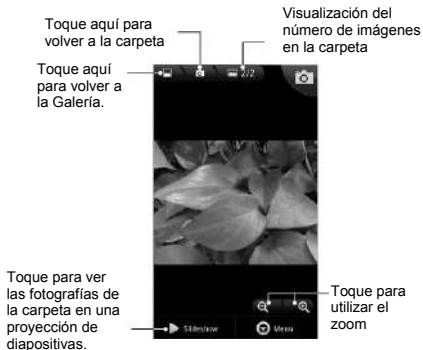 Toque aquí para
volver a la carpeta
Visualización del
número de imágenes
en la carpeta
Toque aquí
para volver a
la Galería.
2/2
Toque para ver
las fotografías de
la carpeta en una
proyección de
diapositivas.
Toque para
utilizar el
zoom
Slideshow
Menu